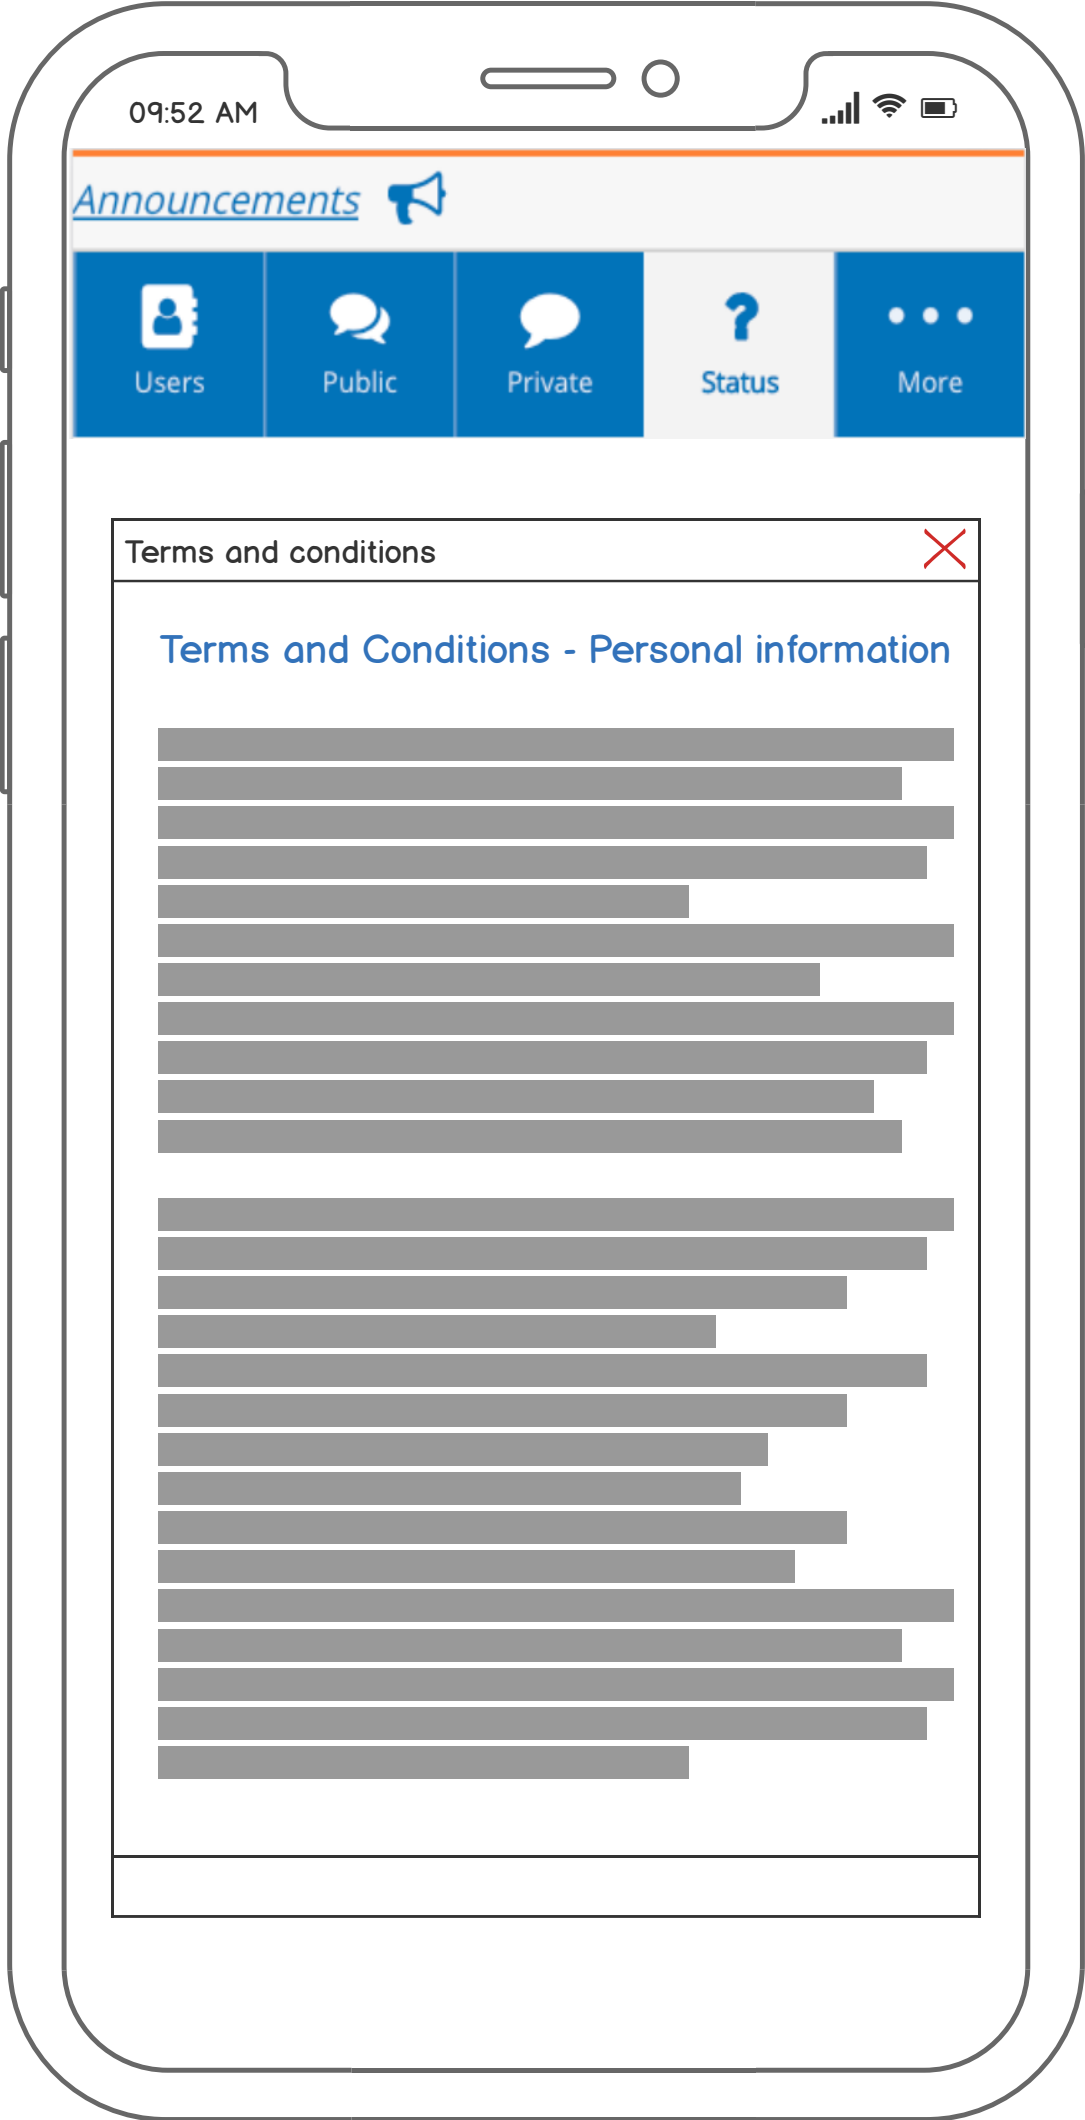 09:52 AM
Announcements
Users Public Private Status More
Terms and conditions
Terms and Conditions - Personal information